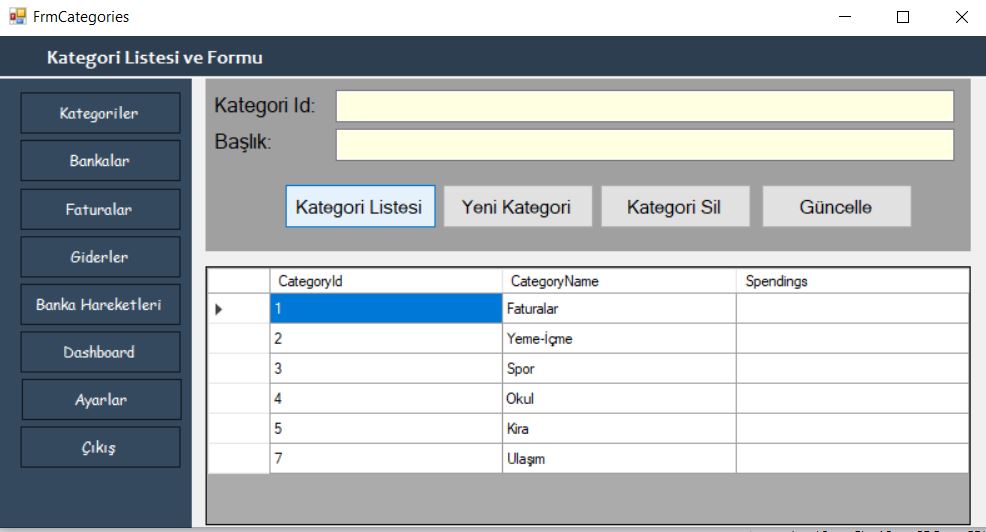 FrmCategories
Kategori Listesi ve Formu
Kategoriler
Bankalar
Faturalar
Giderler
Banka Hareketleri
Dashboard
Ayarlar
Çıkış
Kategori Id:
Başlık:
Kategori Listesi Yeni Kategori Kategori Sil Güncelle
CategoryId CategoryName Spendings
1 Faturalar
2 Yeme-İçme
3 Spor
4 Okul
5 Kira
7 Ulaşım